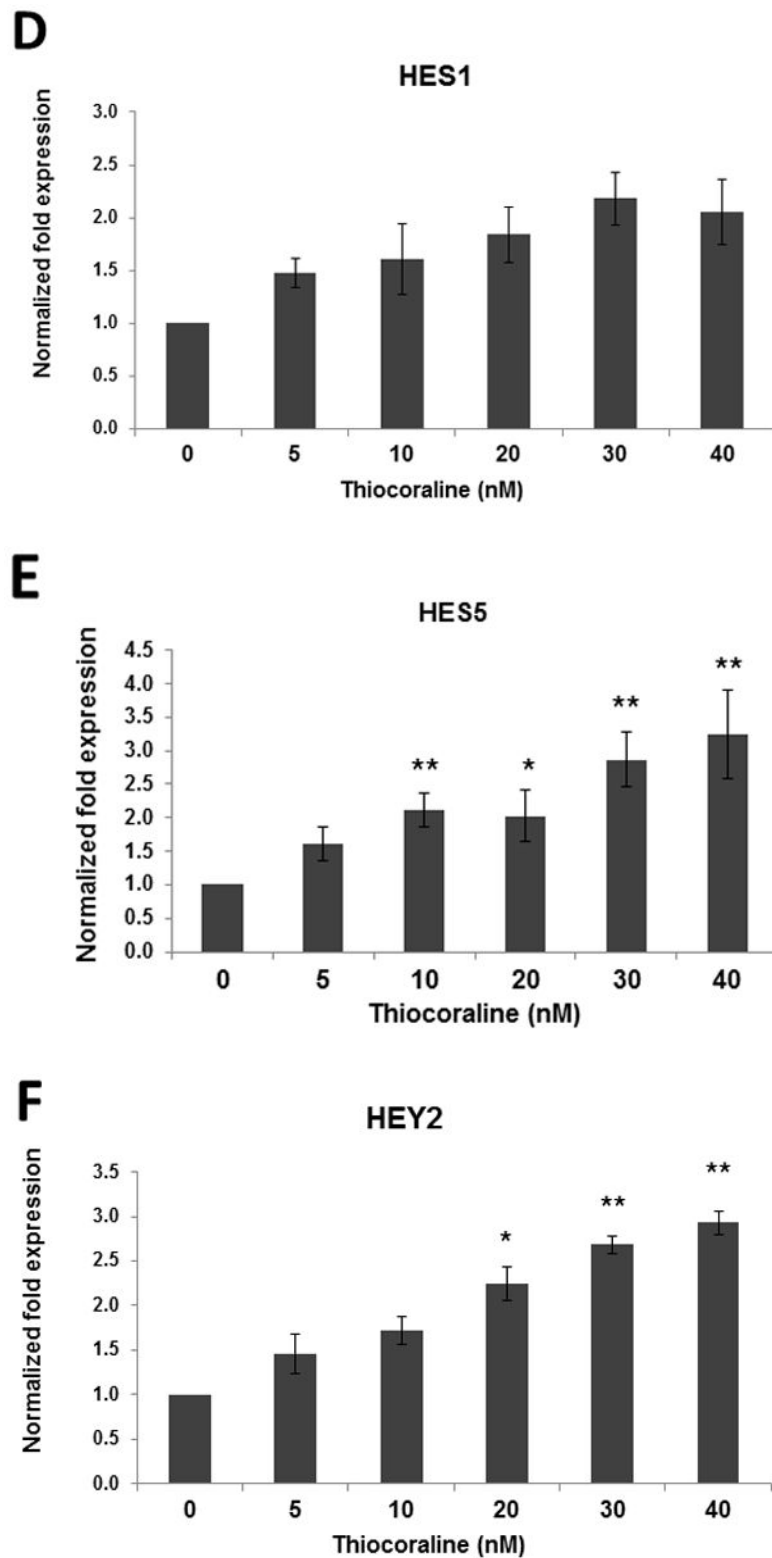 D
HES1
Normalized fold expression
3.0
2.5
2.0
1.5
1.0
0.5
0.0
0 5 10 20 30 40
Thiocoraline (nM)
E
HES5
Normalized fold expression
4.5
4.0
3.5
3.0
2.5
2.0
1.5
1.0
0.5
0.0
** * ** **
0 5 10 20 30 40
Thiocoraline (nM)
F
HEY2
Normalized fold expression
3.5
3.0
2.5
2.0
1.5
1.0
0.5
0.0
* ** **
0 5 10 20 30 40
Thiocoraline (nM)